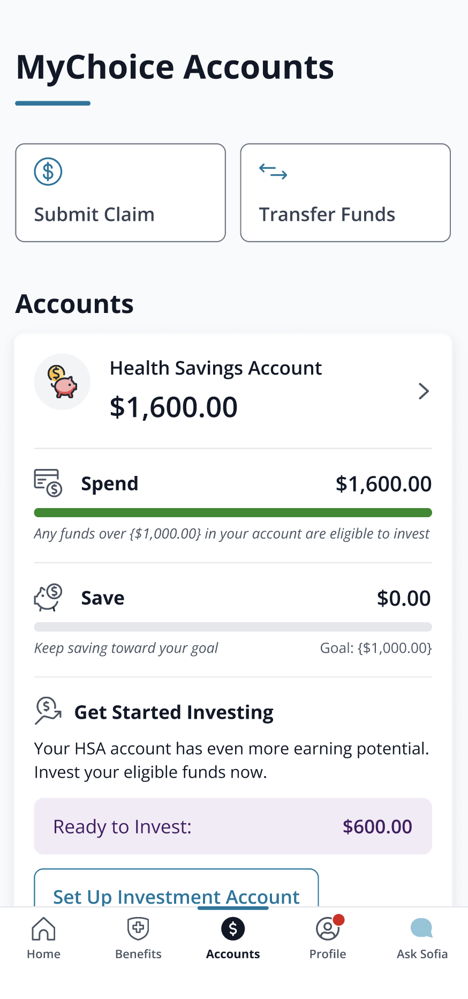 MyChoice Accounts
Submit Claim
Transfer Funds
Accounts
Health Savings Account
$1,600.00
Spend $1,600.00
Any funds over {$1,000.00} in your account are eligible to invest
Save $0.00
Keep saving toward your goal Goal: {$1,000.00}
Get Started Investing
Your HSA account has even more earning potential.
Invest your eligible funds now.
Ready to Invest: $600.00
Set Up Investment Account
Home Benefits Accounts Profile Ask Sofia